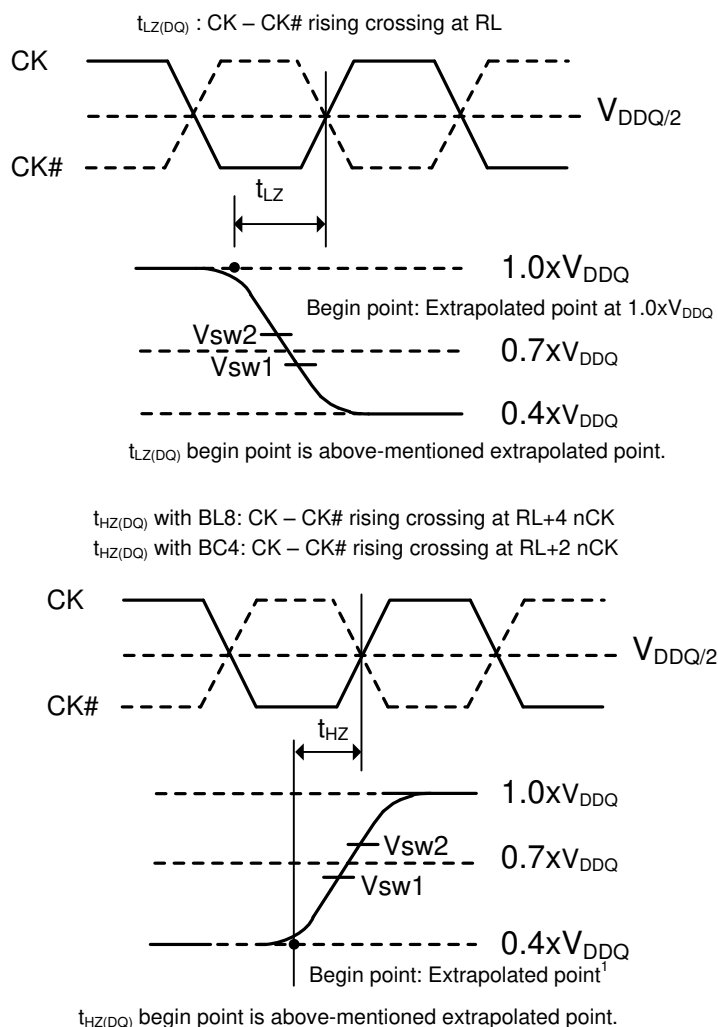 tLZ(DQ) : CK – CK# rising crossing at RL
CK
VDDQ/2
CK#
tLZ
1.0xVDDQ
Begin point: Extrapolated point at 1.0xVDDQ
Vsw2
0.7xVDDQ
Vsw1
0.4xVDDQ
tLZ(DQ) begin point is above-mentioned extrapolated point.
tHZ(DQ) with BL8: CK – CK# rising crossing at RL+4 nCK
tHZ(DQ) with BC4: CK – CK# rising crossing at RL+2 nCK
CK
VDDQ/2
CK#
tHZ
1.0xVDDQ
Vsw2
0.7xVDDQ
Vsw1
0.4xVDDQ
Begin point: Extrapolated point1
tHZ(DQ) begin point is above-mentioned extrapolated point.